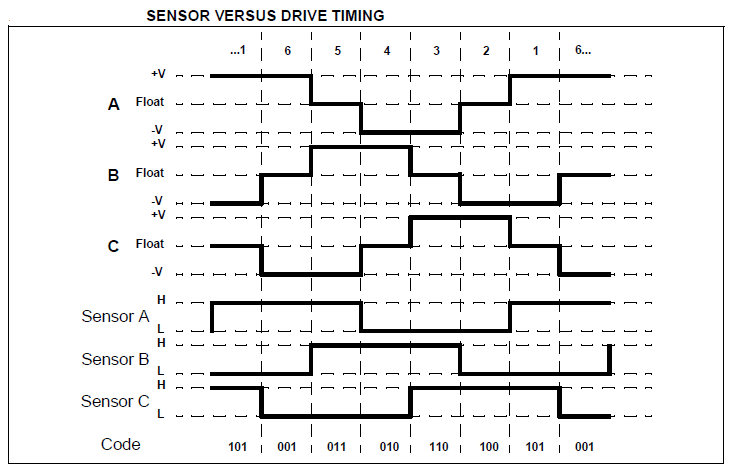 SENSOR VERSUS DRIVE TIMING
...1 6 5 4 3 2 1 6...
+V
A Float
-V
+V
B Float
-V
+V
C Float
-V
H
Sensor A
L
H
Sensor B
L
H
Sensor C
L
Code 101 001 011 010 110 100 101 001